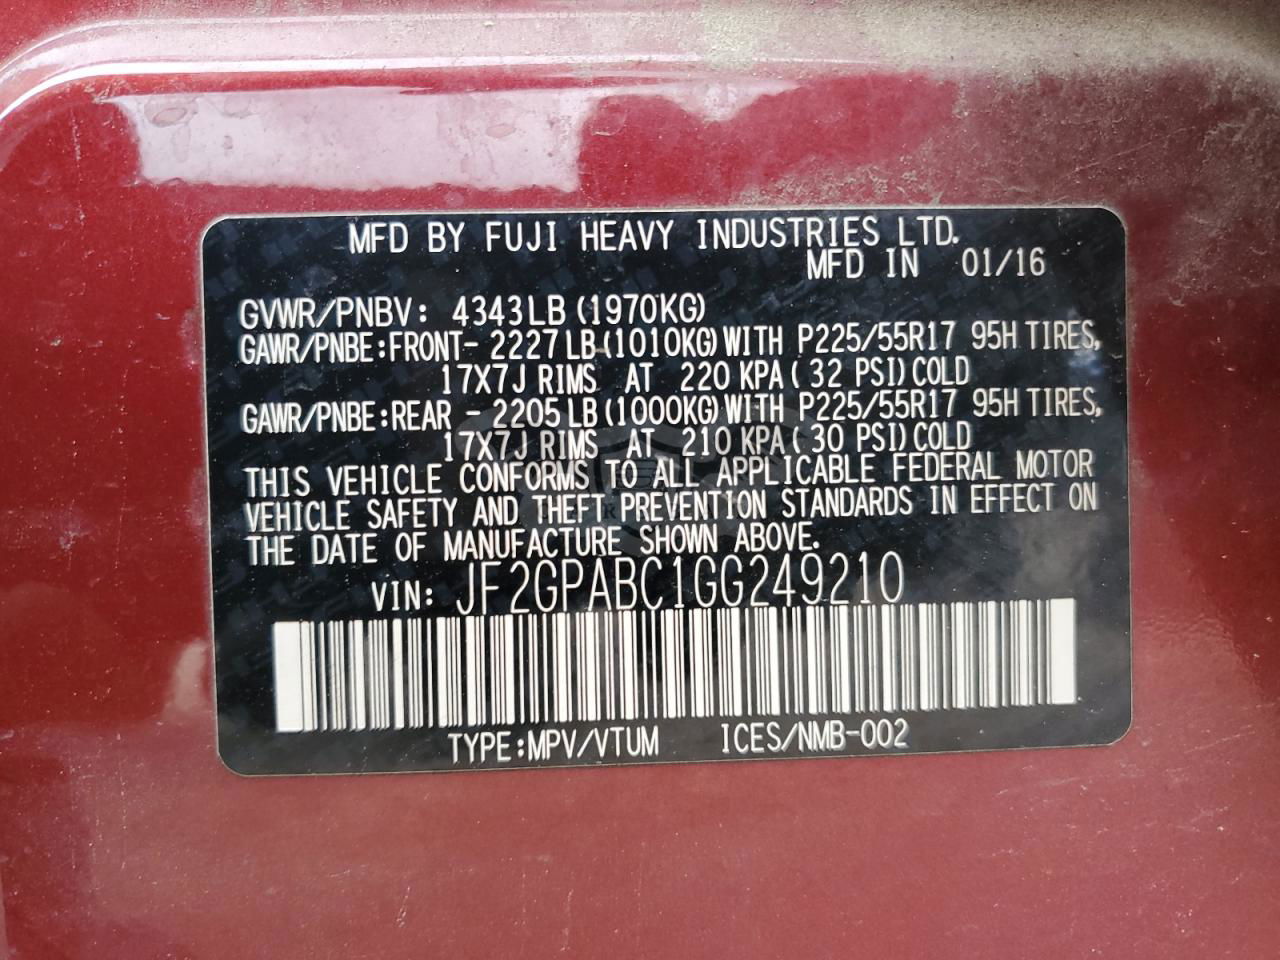 MFD BY FUJI HEAVY INDUSTRIES LTD.
MFD IN 01/16
GVWR/PNBV: 4343LB (1970KG)
GAWR/PNBE:FRONT- 2227LB (1010KG) WITH P225/55R17 95H TIRES,
17X7J RIMS AT 220 KPA ( 32 PSI) COLD
GAWR/PNBE:REAR - 2205LB (1000KG) WITH P225/55R17 95H TIRES,
17X7J RIMS AT 210 KPA ( 30 PSI) COLD
THIS VEHICLE CONFORMS TO ALL APPLICABLE FEDERAL MOTOR
VEHICLE SAFETY AND THEFT PREVENTION STANDARDS IN EFFECT ON
THE DATE OF MANUFACTURE SHOWN ABOVE.
VIN: JF2GPABC1GG249210
TYPE:MPV/VTUM ICES/NMB-002